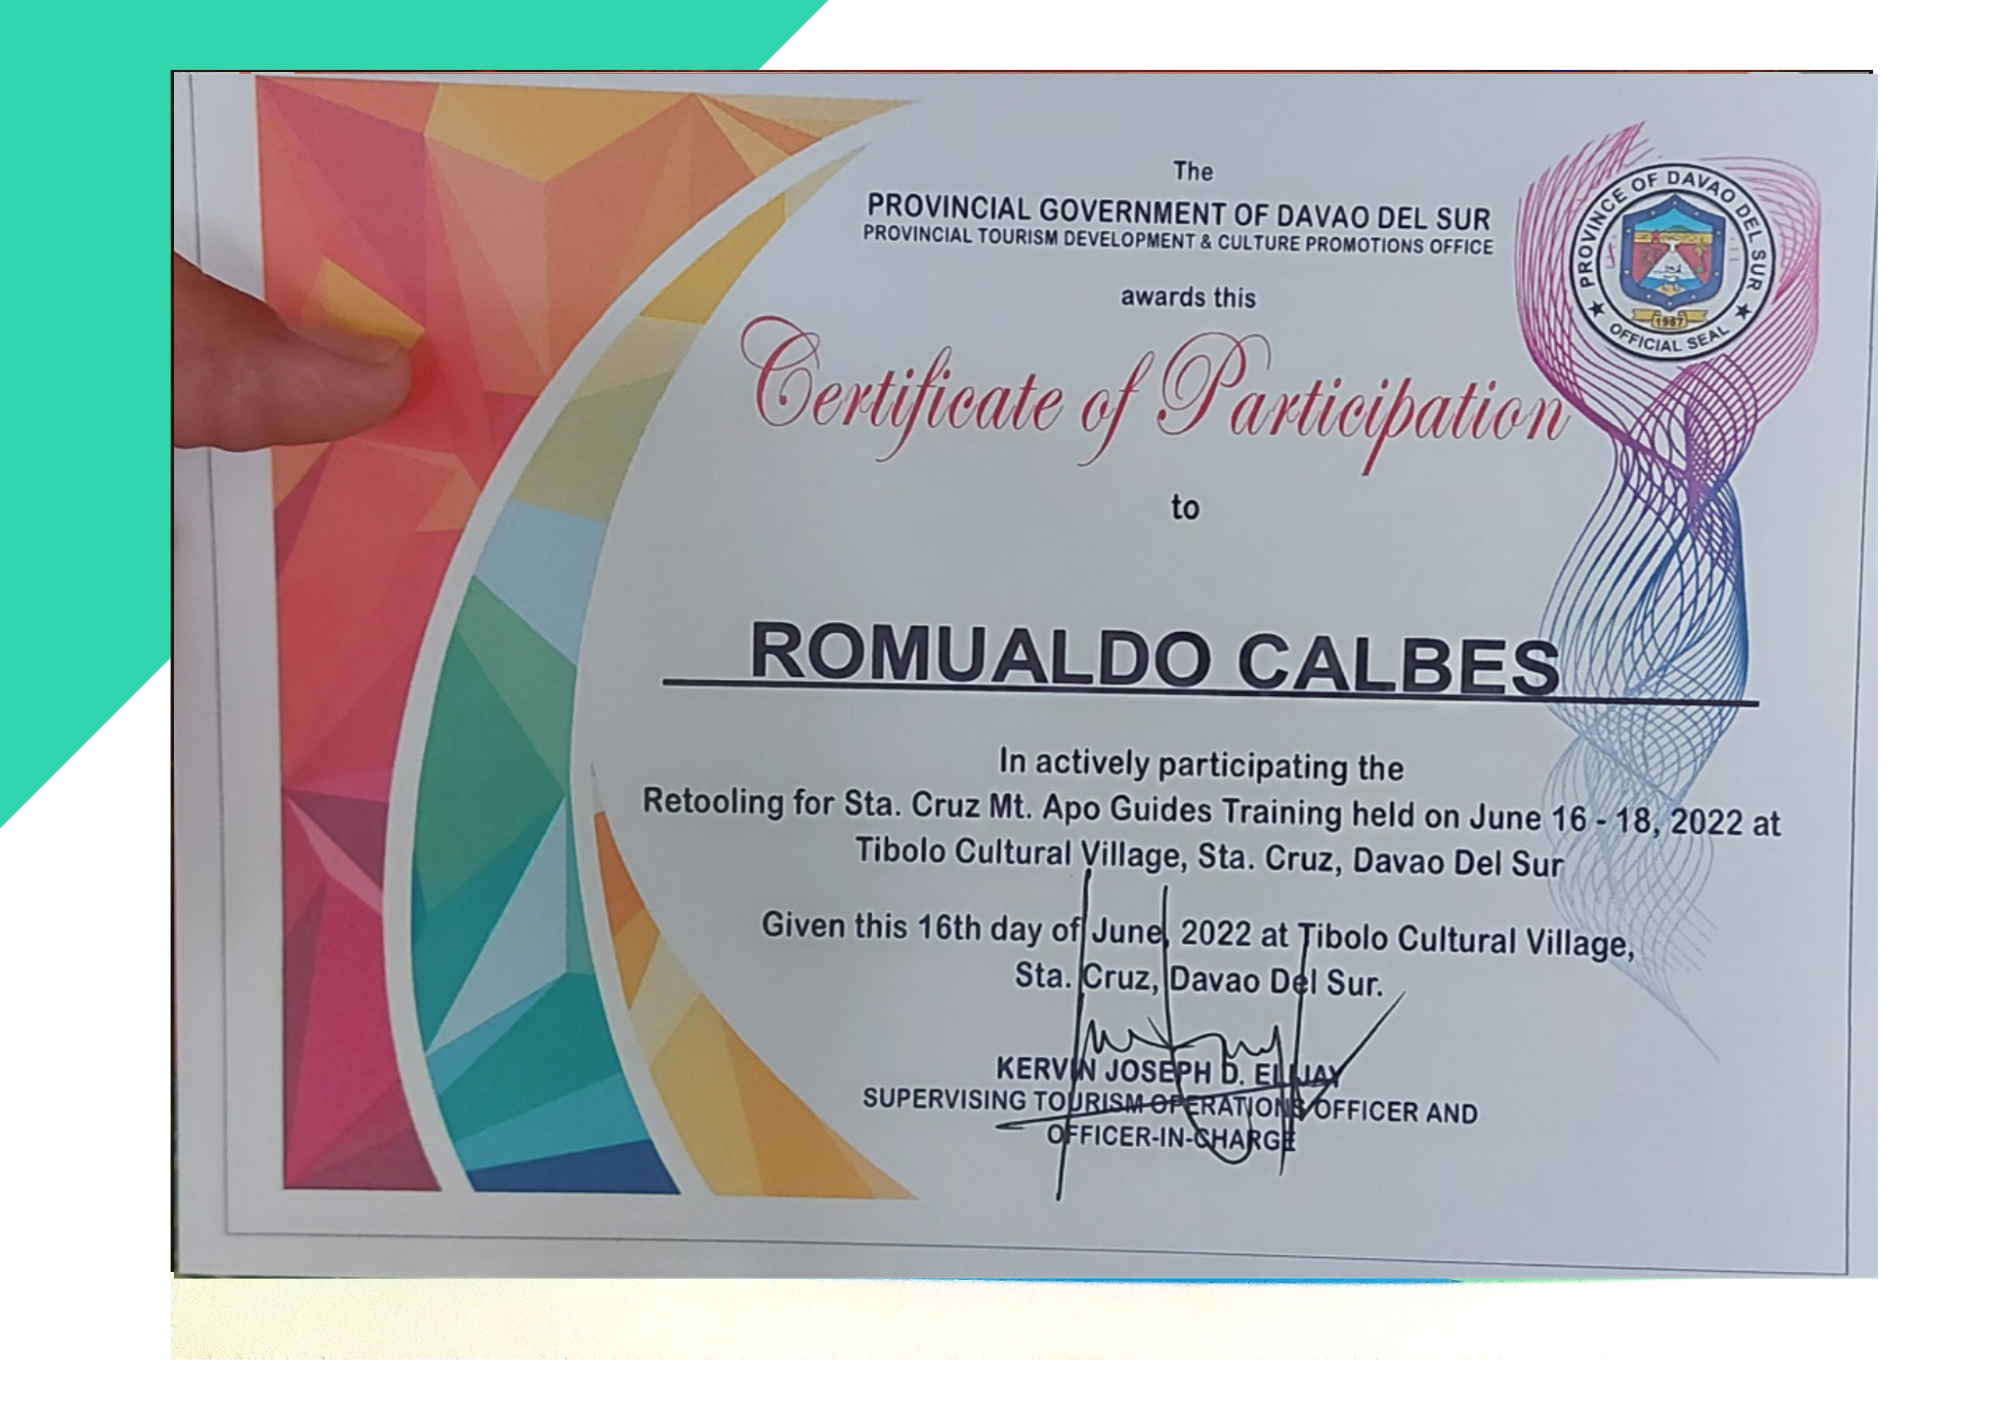 The
PROVINCIAL GOVERNMENT OF DAVAO DEL SUR
PROVINCIAL TOURISM DEVELOPMENT & CULTURE PROMOTIONS OFFICE
awards this
Certificate of Participation
to
PROVINCE OF DAVAO DEL SUR
1967
OFFICIAL SEAL
ROMUALDO CALBES
In actively participating the
Retooling for Sta. Cruz Mt. Apo Guides Training held on June 16 - 18, 2022 at
Tibolo Cultural Village, Sta. Cruz, Davao Del Sur
Given this 16th day of June, 2022 at Tibolo Cultural Village,
Sta. Cruz, Davao Del Sur.
KERVIN JOSEPH D.
SUPERVISING TOURISM OPERATIONS OFFICER AND
OFFICER-IN-CHARGE